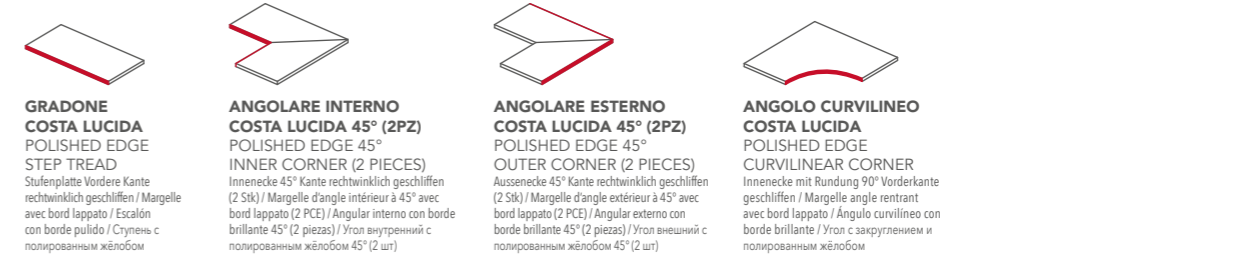 GRADONE
COSTA LUCIDA
POLISHED EDGE
STEP TREAD
Stufenplatte Vordere Kante
rechtwinklich geschliffen / Margelle
avec bord lappato / Escalón
con borde pulido / Ступень с
полированным жёлобом
ANGOLARE INTERNO
COSTA LUCIDA 45° (2PZ)
POLISHED EDGE 45°
INNER CORNER (2 PIECES)
Innenecke 45° Kante rechtwinklich geschliffen
(2 Stk) / Margelle d'angle intérieur à 45° avec
bord lappato (2 PCE) / Angular interno con borde
brillante 45° (2 piezas) / Угол внутренний с
полированным жёлобом 45° (2 шт)
ANGOLARE ESTERNO
COSTA LUCIDA 45° (2PZ)
POLISHED EDGE 45°
OUTER CORNER (2 PIECES)
Aussenecke 45° Kante rechtwinklich geschliffen
(2 Stk) / Margelle d'angle extérieur à 45° avec
bord lappato (2 PCE) / Angular externo con
borde brillante 45° (2 piezas) / Угол внешний с
полированным жёлобом 45° (2 шт)
ANGOLO CURVILINEO
COSTA LUCIDA
POLISHED EDGE
CURVILINEAR CORNER
Innenecke mit Rundung 90° Vorderkante
geschliffen / Margelle angle rentrant
avec bord lappato / Ángulo curvilíneo con
borde brillante / Угол с закруглением и
полированным жёлобом